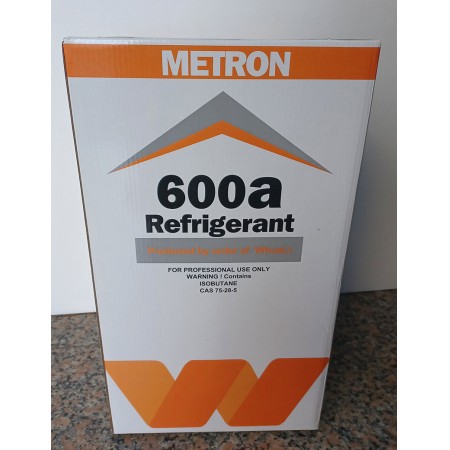 METRON
600a
Refrigerant
FOR PROFESSIONAL USE ONLY
WARNING ! Contains
ISOBUTANE
CAS 75-28-5